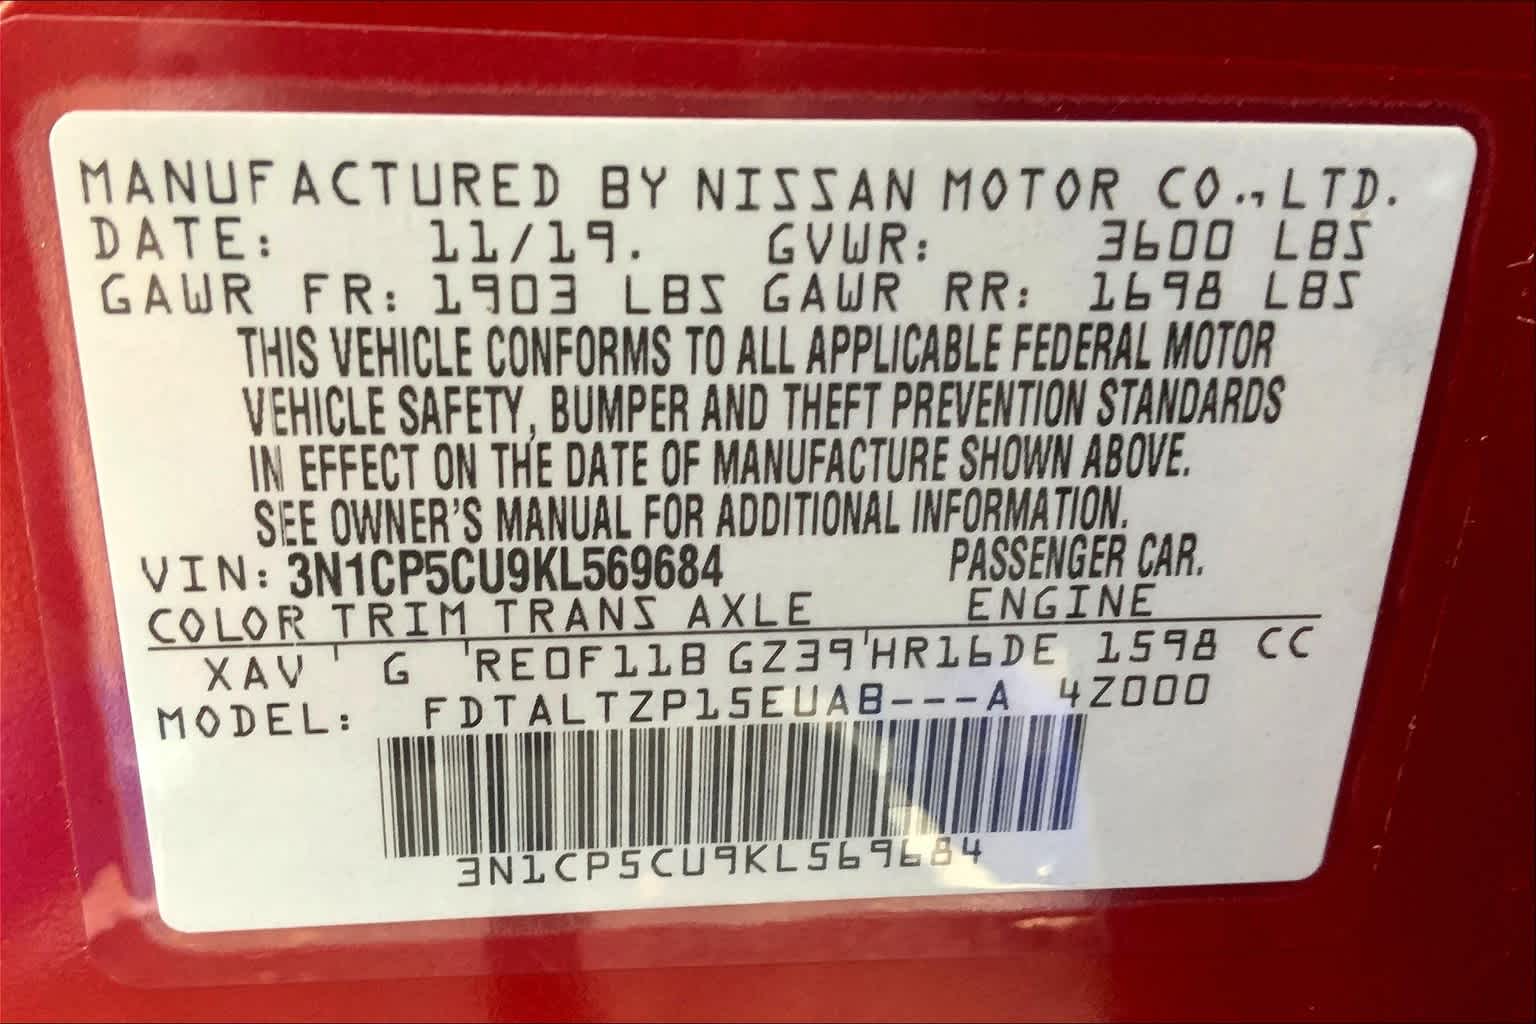 MANUFACTURED BY NISSAN MOTOR CO., LTD.
DATE: 11/19. GVWR: 3600 LBS
GAWR FR: 1903 LBS GAWR RR: 1698 LBS
THIS VEHICLE CONFORMS TO ALL APPLICABLE FEDERAL MOTOR
VEHICLE SAFETY, BUMPER AND THEFT PREVENTION STANDARDS
IN EFFECT ON THE DATE OF MANUFACTURE SHOWN ABOVE.
SEE OWNER'S MANUAL FOR ADDITIONAL INFORMATION.
VIN: 3N1CP5CU9KL569684 PASSENGER CAR.
COLOR TRIM TRANS AXLE ENGINE
XAV G RE0F11B GZ39 HR16DE 1598 CC
MODEL: FDTALTZP15EUAB---A 4Z000
3N1CP5CU9KL569684